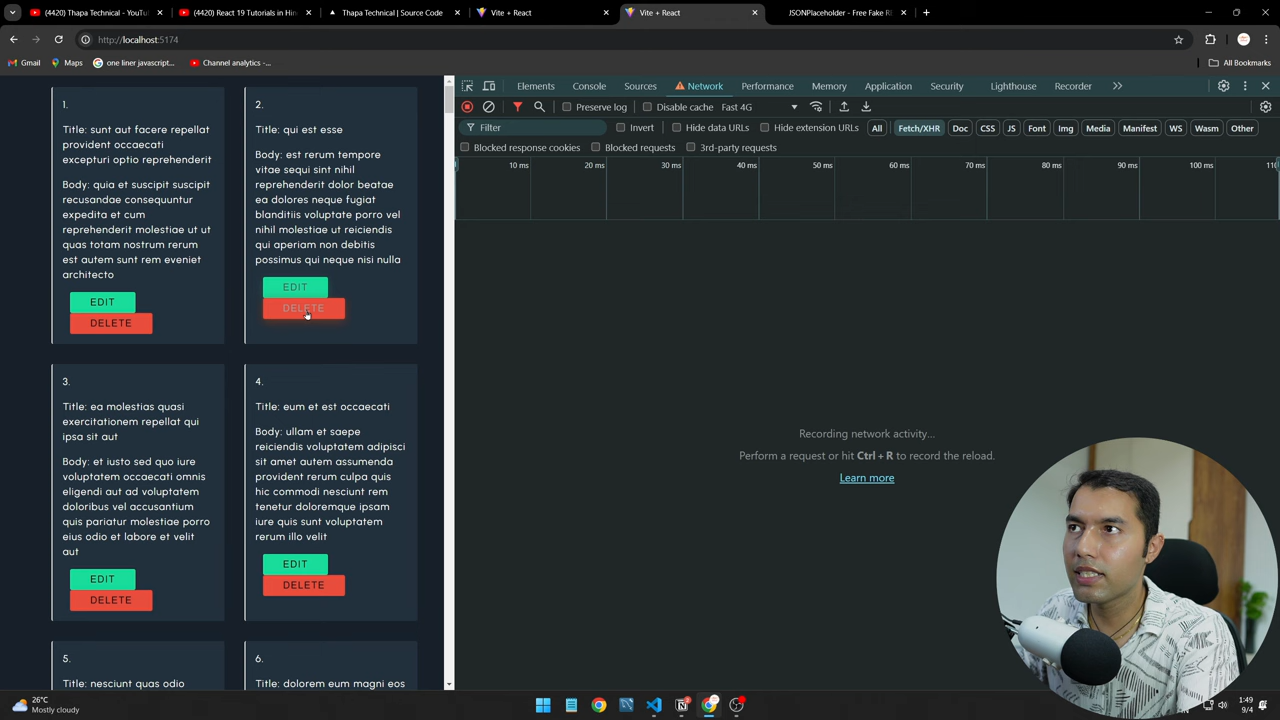 (4420) Thapa Technical - YouTu
(4420) React 19 Tutorials in Hin
Thapa Technical | Source Code
Vite + React
Vite + React
JSONPlaceholder - Free Fake R
http://localhost:5174
Gmail
Maps
one liner javascript...
Channel analytics -...
All Bookmarks
1.
Title: sunt aut facere repellat
provident occaecati
excepturi optio reprehenderit
Body: quia et suscipit suscipit
recusandae consequuntur
expedita et cum
reprehenderit molestiae ut ut
quas totam nostrum rerum
est autem sunt rem eveniet
architecto
EDIT
DELETE
2.
Title: qui est esse
Body: est rerum tempore
vitae sequi sint nihil
reprehenderit dolor beatae
ea dolores neque fugiat
blanditiis voluptate porro vel
nihil molestiae ut reiciendis
qui aperiam non debitis
possimus qui neque nisi nulla
EDIT
DELETE
3.
Title: ea molestias quasi
exercitationem repellat qui
ipsa sit aut
Body: et iusto sed quo iure
voluptatem occaecati omnis
eligendi aut ad voluptatem
doloribus vel accusantium
quis pariatur molestiae porro
eius odio et labore et velit
aut
EDIT
DELETE
4.
Title: eum et est occaecati
Body: ullam et saepe
reiciendis voluptatem adipisci
sit amet autem assumenda
provident rerum culpa quis
hic commodi nesciunt rem
tenetur doloremque ipsam
iure quis sunt voluptatem
rerum illo velit
EDIT
DELETE
5.
Title: nesciunt quas odio
6.
Title: dolorem eum magni eos
Elements Console Sources Network Performance Memory Application Security Lighthouse Recorder
Preserve log Disable cache Fast 4G
Filter Invert Hide data URLs Hide extension URLs All Fetch/XHR Doc CSS JS Font Img Media Manifest WS Wasm Other
Blocked response cookies Blocked requests 3rd-party requests
10 ms 20 ms 30 ms 40 ms 50 ms 60 ms 70 ms 80 ms 90 ms 100 ms 110
Recording network activity...
Perform a request or hit Ctrl + R to record the reload.
Learn more
26°C
Mostly cloudy
1:49
9/4